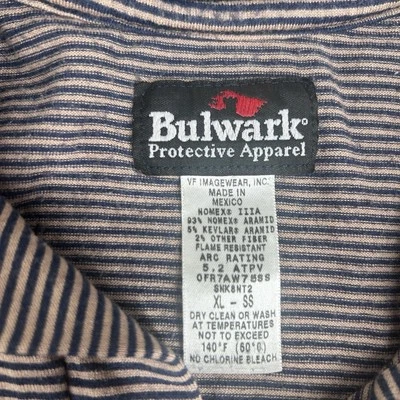 Bulwark®
Protective Apparel
VF IMAGEWEAR, INC.
MADE IN
MEXICO
NOMEX® IIIA
93% NOMEX® ARAMID
5% KEVLAR® ARAMID
2% OTHER FIBER
FLAME RESISTANT
ARC RATING
5.2 ATPV
SNK8NT2
XL - SS
DRY CLEAN OR WASH
AT TEMPERATURES
NOT TO EXCEED
140°F (60°C)
NO CHLORINE BLEACH